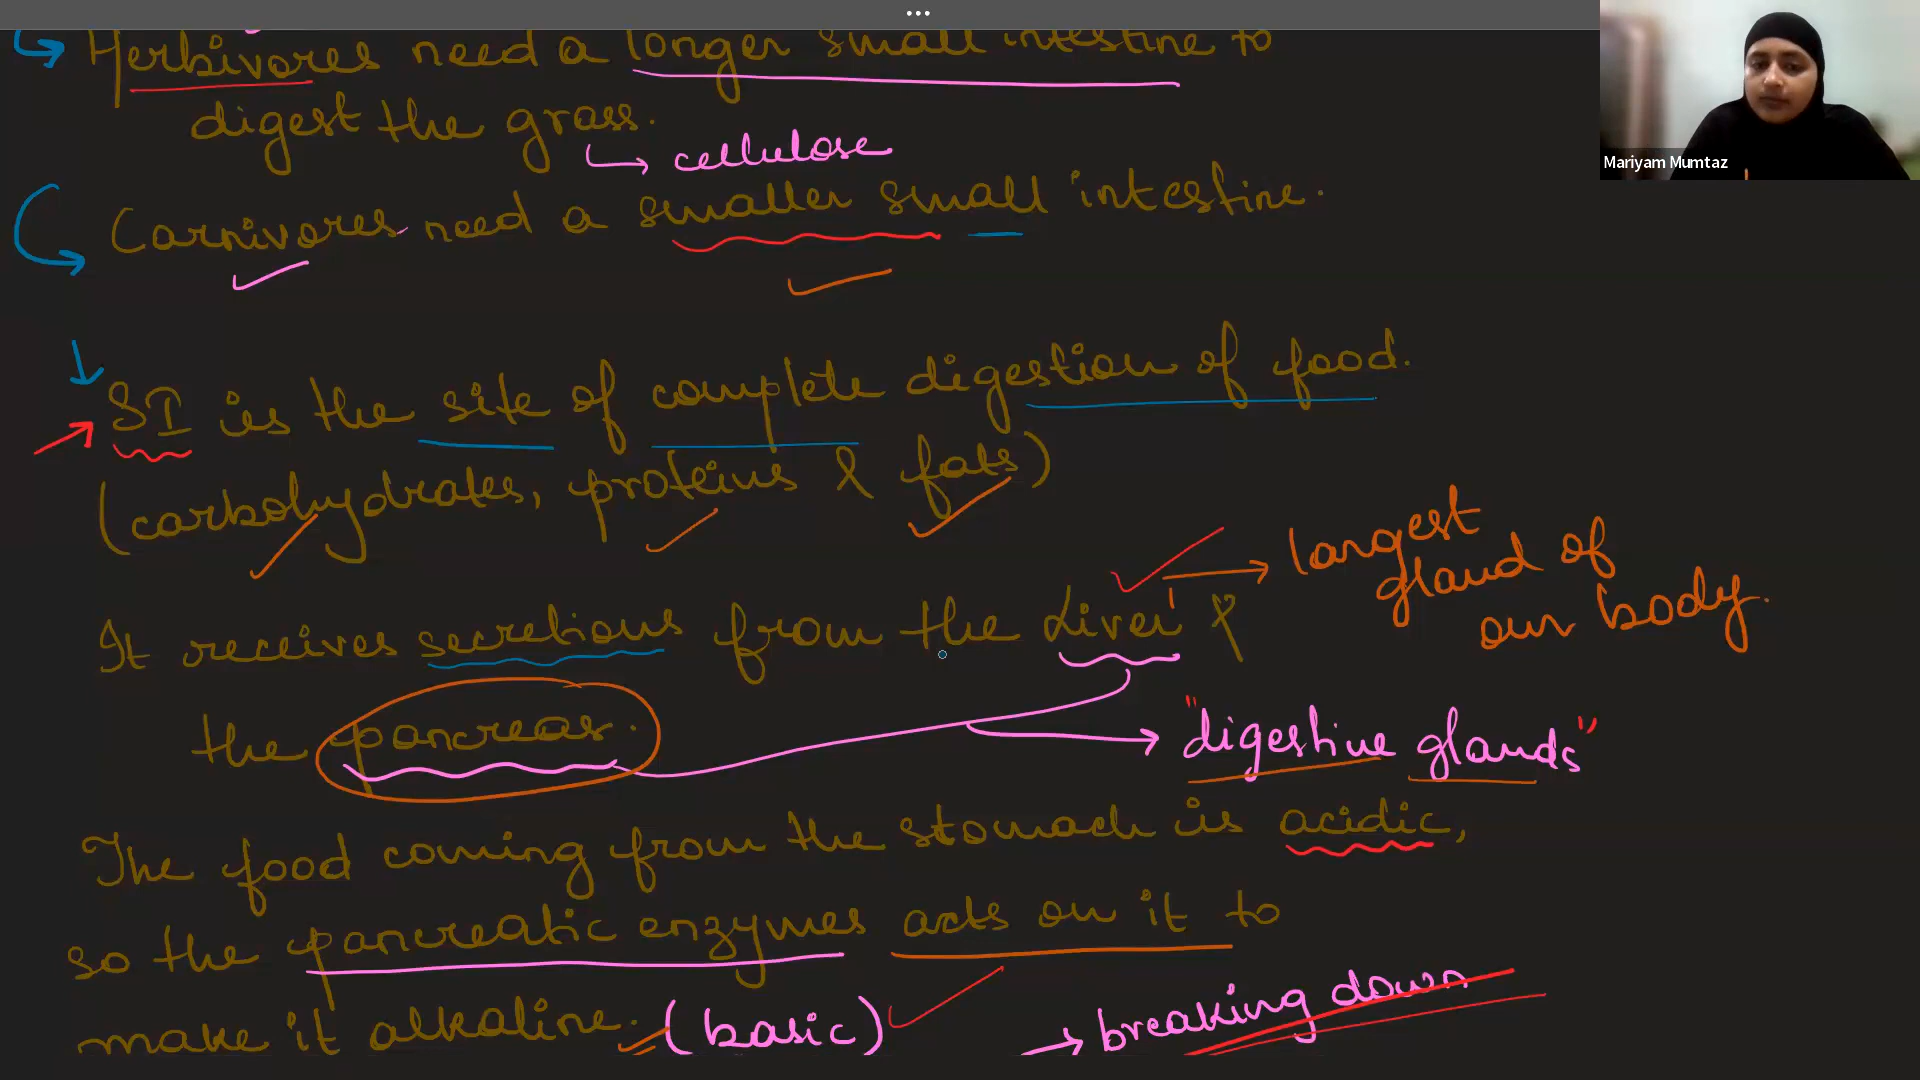 Herbivores need a longer small intestine to
digest the grass.
cellulose
Carnivores need a smaller small intestine.
SI is the site of complete digestion of food.
(carbohydrates, proteins & fats)
largest
gland of
our body.
It receives secretions from the Liver &
the pancreas.
"digestive glands"
The food coming from the stomach is acidic,
so the pancreatic enzymes acts on it to
make it alkaline. (basic)
breaking down
Mariyam Mumtaz